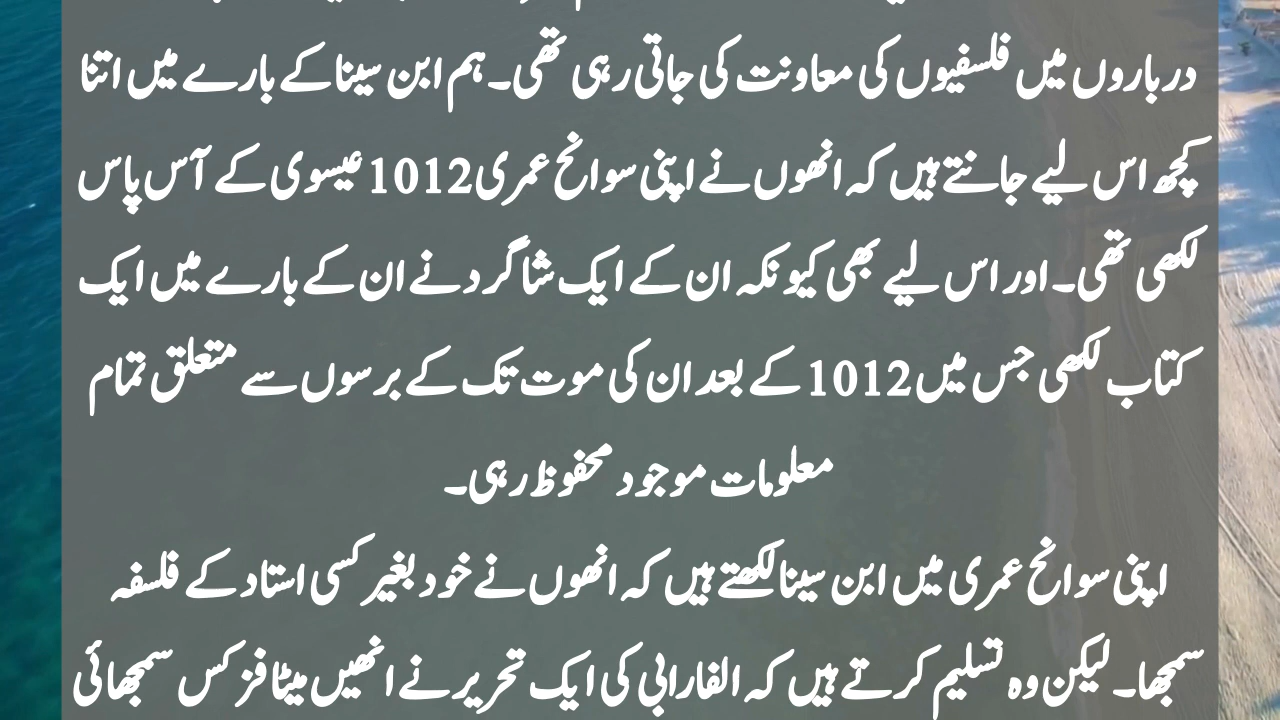 درباروں میں فلسفیوں کی معاونت کی جاتی رہی تھی۔ ہم ابن سینا کے بارے میں اتنا
کچھ اس لیے جانتے ہیں کہ انھوں نے اپنی سوانح عمری 1012 عیسوی کے آس پاس
لکھی تھی۔ اور اس لیے بھی کیونکہ ان کے ایک شاگرد نے ان کے بارے میں ایک
کتاب لکھی جس میں 1012 کے بعد ان کی موت تک کے برسوں سے متعلق تمام
معلومات موجود محفوظ رہی۔
اپنی سوانح عمری میں ابن سینا لکھتے ہیں کہ انھوں نے خود بغیر کسی استاد کے فلسفہ
سمجھا۔ لیکن وہ تسلیم کرتے ہیں کہ الفارابی کی ایک تحریر نے انھیں میٹا فزکس سمجھائی